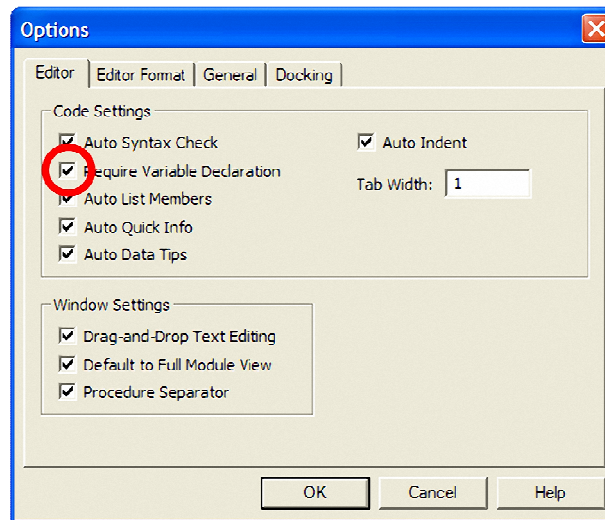 Options
Editor Editor Format General Docking
Code Settings
Auto Syntax Check Auto Indent
Require Variable Declaration
Tab Width: 1
Auto List Members
Auto Quick Info
Auto Data Tips
Window Settings
Drag-and-Drop Text Editing
Default to Full Module View
Procedure Separator
OK Cancel Help